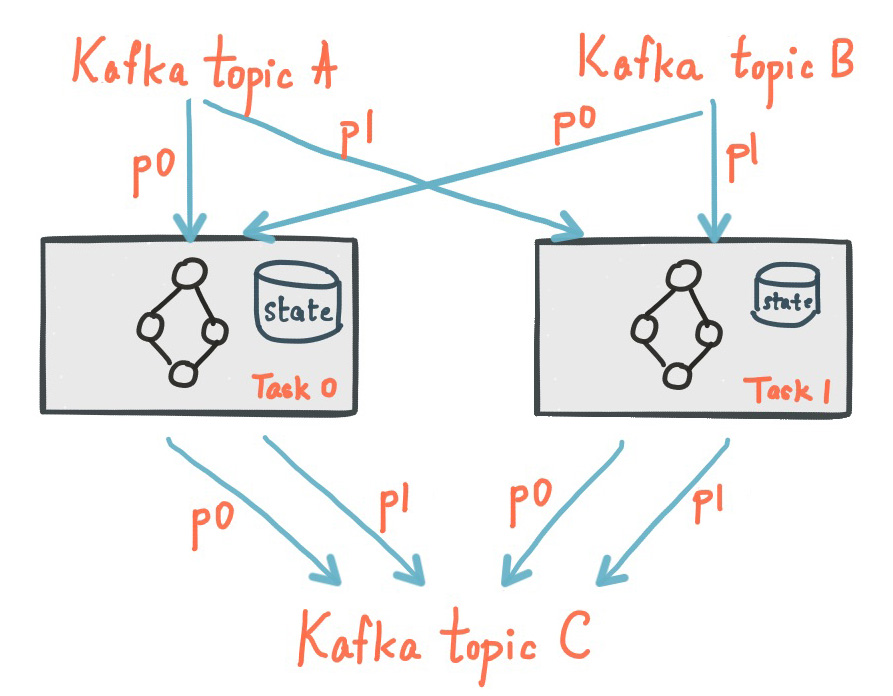 Kafka topic A
Kafka topic B
p0
p1
p0
p1
state
Task 0
state
Task 1
p0
p1
p0
p1
Kafka topic C